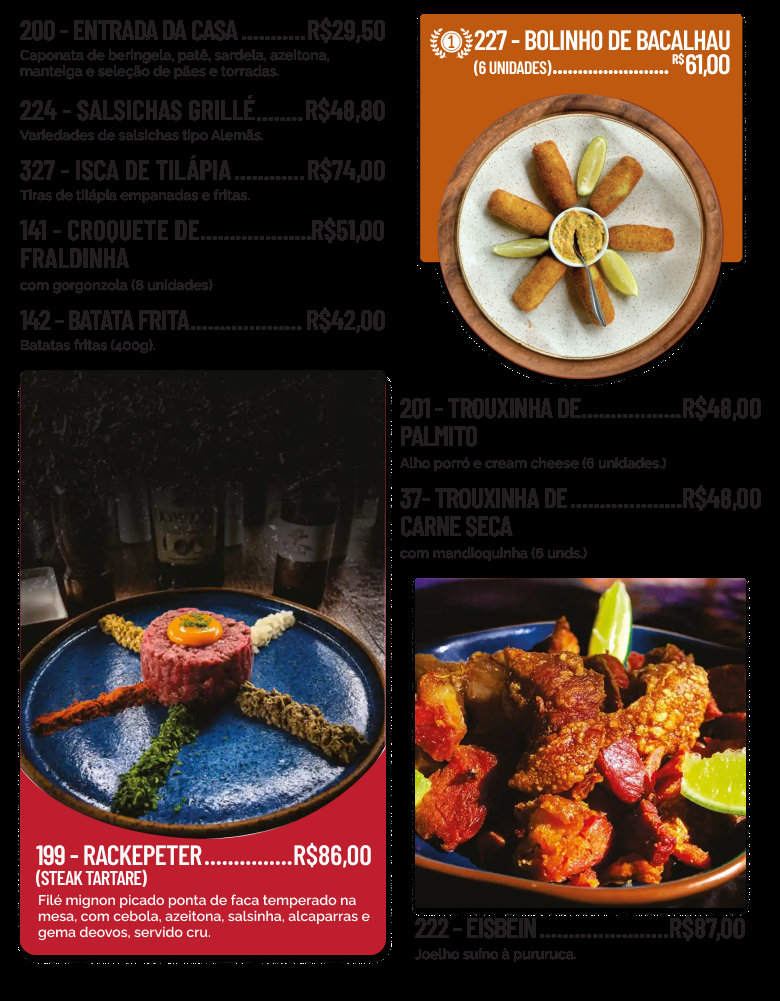 200 - ENTRADA DA CASA ...........R$29,50
Caponata de beringela, patê, sardela, azeitona,
manteiga e seleção de pães e torradas.
224 - SALSICHAS GRILLÉ........R$48,80
Variedades de salsichas tipo Alemãs.
327 - ISCA DE TILÁPIA ............R$74,00
Tiras de tilápia empanadas e fritas.
141 - CROQUETE DE...................R$51,00
FRALDINHA
com gorgonzola (8 unidades)
142 - BATATA FRITA................... R$42,00
Batatas fritas (400g).
199 - RACKEPETER...............R$86,00
(STEAK TARTARE)
Filé mignon picado ponta de faca temperado na
mesa, com cebola, azeitona, salsinha, alcaparras e
gema deovos, servido cru.
1 227 - BOLINHO DE BACALHAU
(6 UNIDADES)........................ R$61,00
201 - TROUXINHA DE.................R$48,00
PALMITO
Alho porró e cream cheese (6 unidades.)
37- TROUXINHA DE ...................R$48,00
CARNE SECA
com mandioquinha (6 unds.)
222 - EISBEIN ......................R$87,00
Joelho suíno à pururuca.